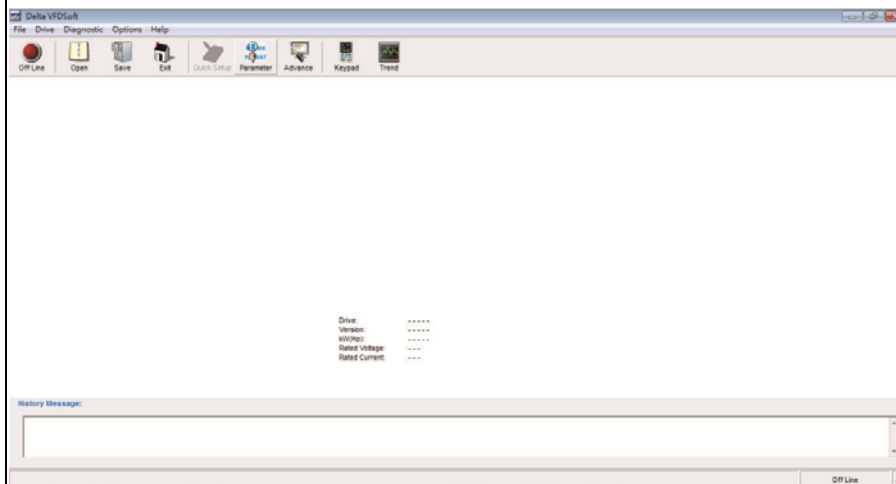 Delta VFDSoft
File Drive Diagnostic Options Help
Off Line Open Save Exit Quick Setup Parameter Advance Keypad Trend
Drive: -----
Version: -----
kW(Hp): -----
Rated Voltage: ---
Rated Current: ---
History Message:
Off Line